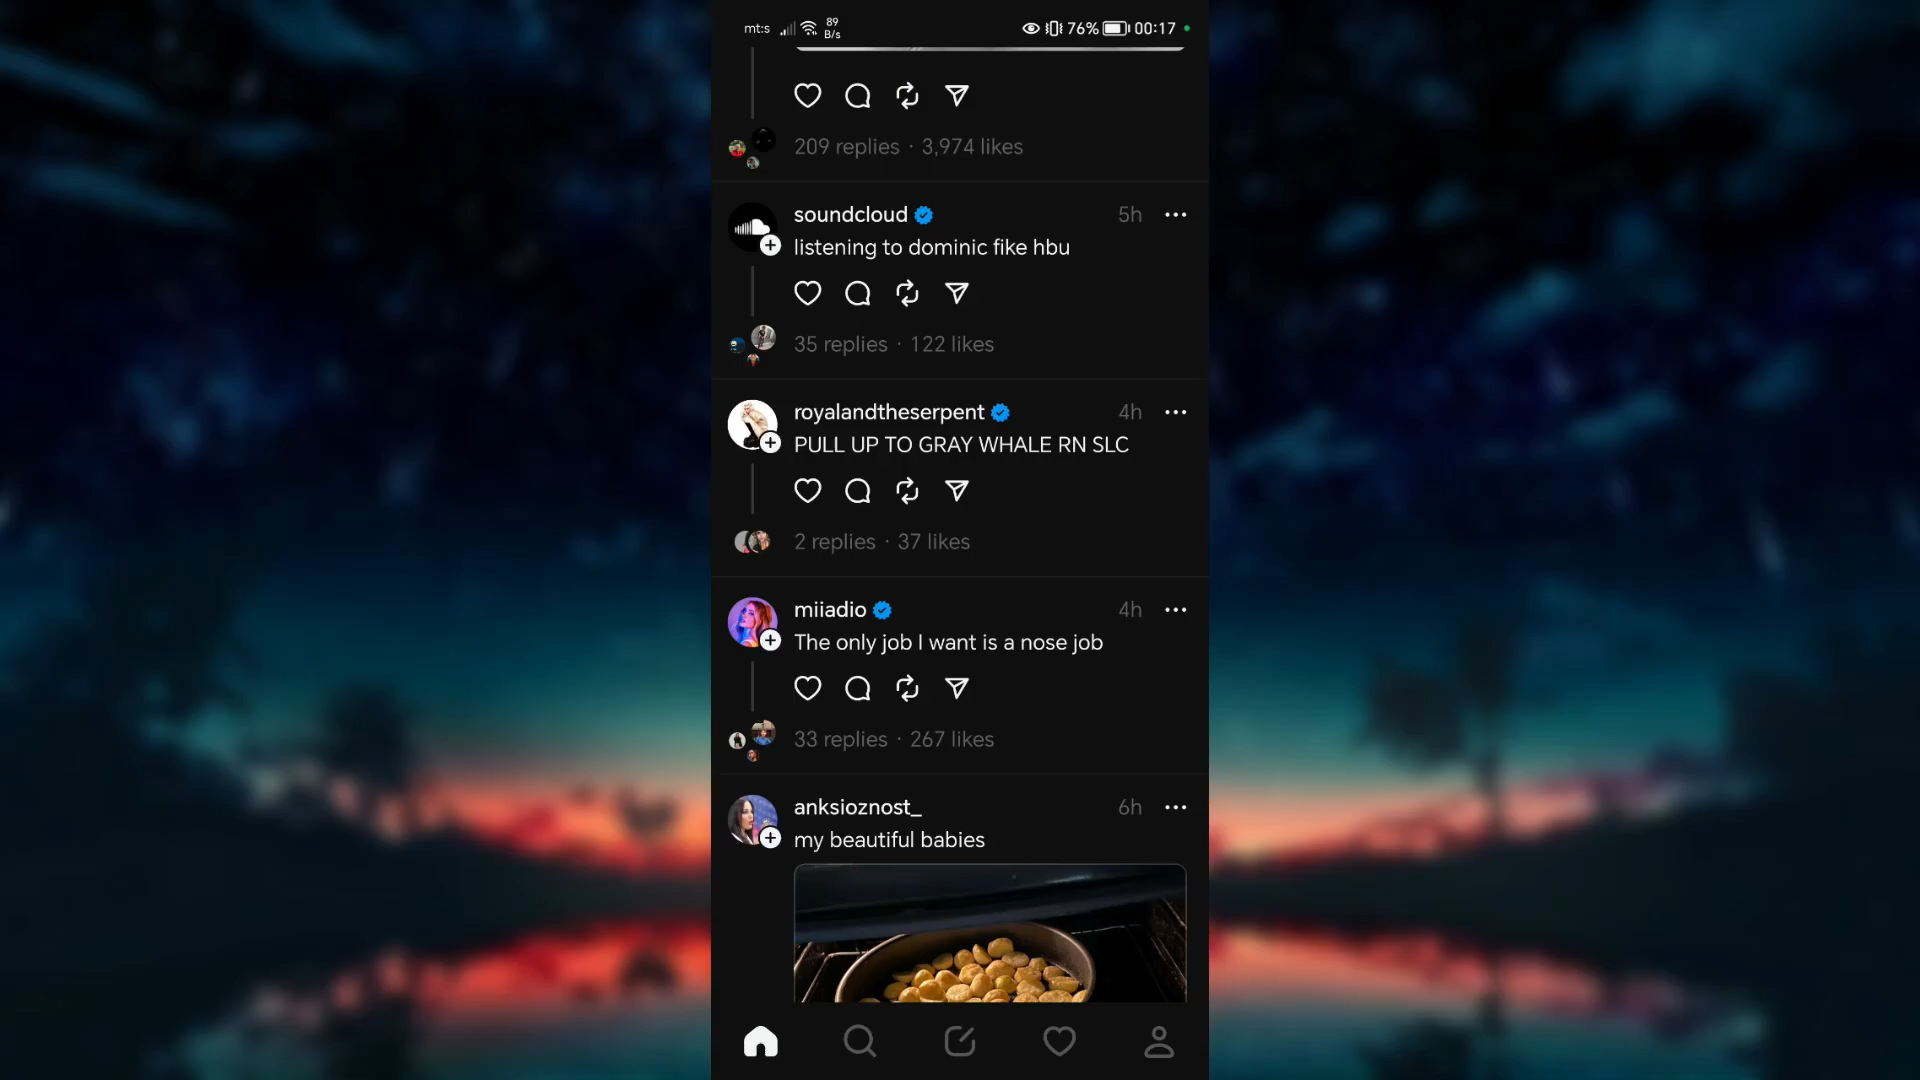 mt:s 89 B/s 76% 00:17
209 replies · 3,974 likes
soundcloud 5h
listening to dominic fike hbu
35 replies · 122 likes
royalandtheserpent 4h
PULL UP TO GRAY WHALE RN SLC
2 replies · 37 likes
miiadio 4h
The only job I want is a nose job
33 replies · 267 likes
anksioznost_ 6h
my beautiful babies